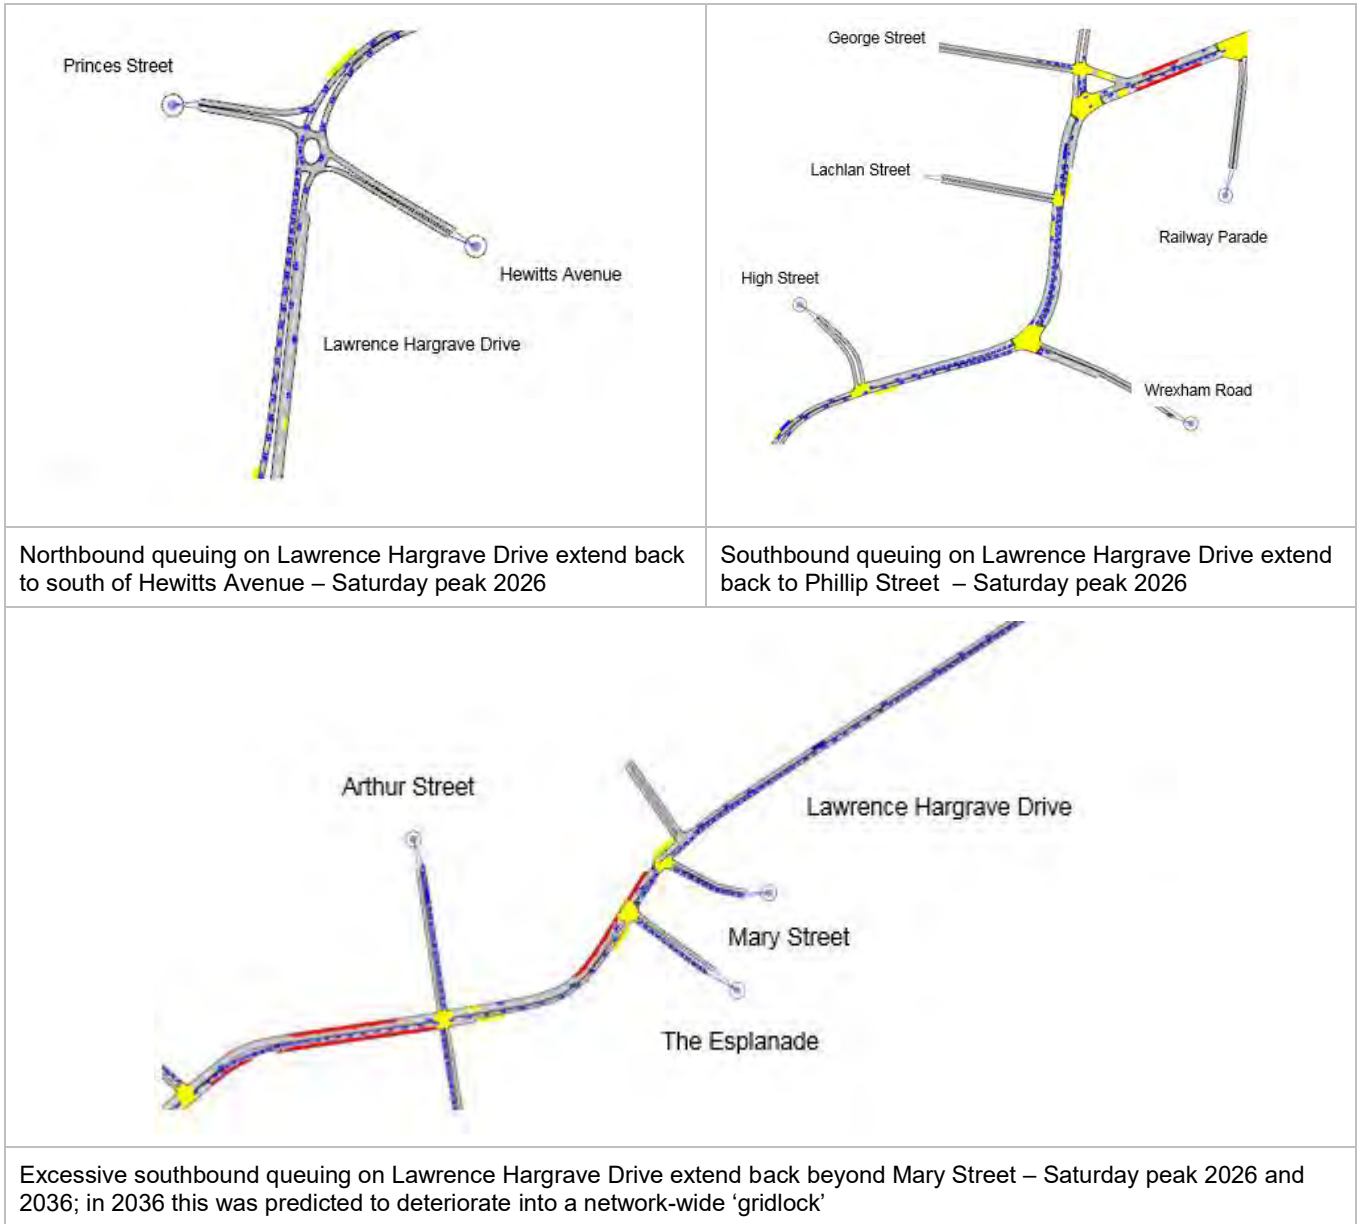 Princes Street
Hewitts Avenue
Lawrence Hargrave Drive
George Street
Lachlan Street
Railway Parade
High Street
Wrexham Road
Northbound queuing on Lawrence Hargrave Drive extend back
to south of Hewitts Avenue – Saturday peak 2026
Southbound queuing on Lawrence Hargrave Drive extend
back to Phillip Street  – Saturday peak 2026
Arthur Street
Lawrence Hargrave Drive
Mary Street
The Esplanade
Excessive southbound queuing on Lawrence Hargrave Drive extend back beyond Mary Street – Saturday peak 2026 and
2036; in 2036 this was predicted to deteriorate into a network-wide ‘gridlock’